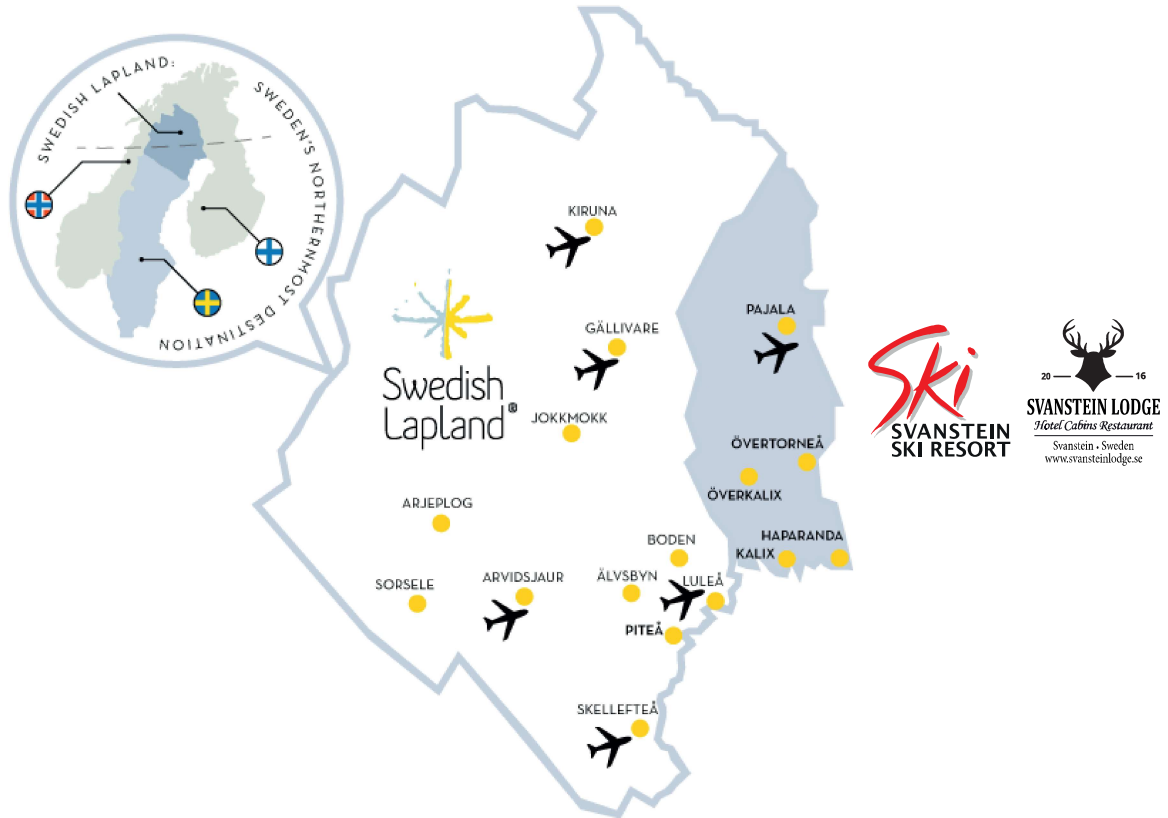 SWEDISH LAPLAND:
SWEDEN'S NORTHERNMOST DESTINATION
KIRUNA
PAJALA
GÄLLIVARE
Swedish
Lapland®
JOKKMOKK
Ski
SVANSTEIN
SKI RESORT
20 16
SVANSTEIN LODGE
Hotel Cabins Restaurant
Svanstein • Sweden
www.svansteinlodge.se
ÖVERTORNEÅ
ÖVERKALIX
ARJEPLOG
HAPARANDA
BODEN
KALIX
SORSELE
ARVIDSJAUR
ÄLVSBYN
LULEÅ
PITEÅ
SKELLEFTEÅ